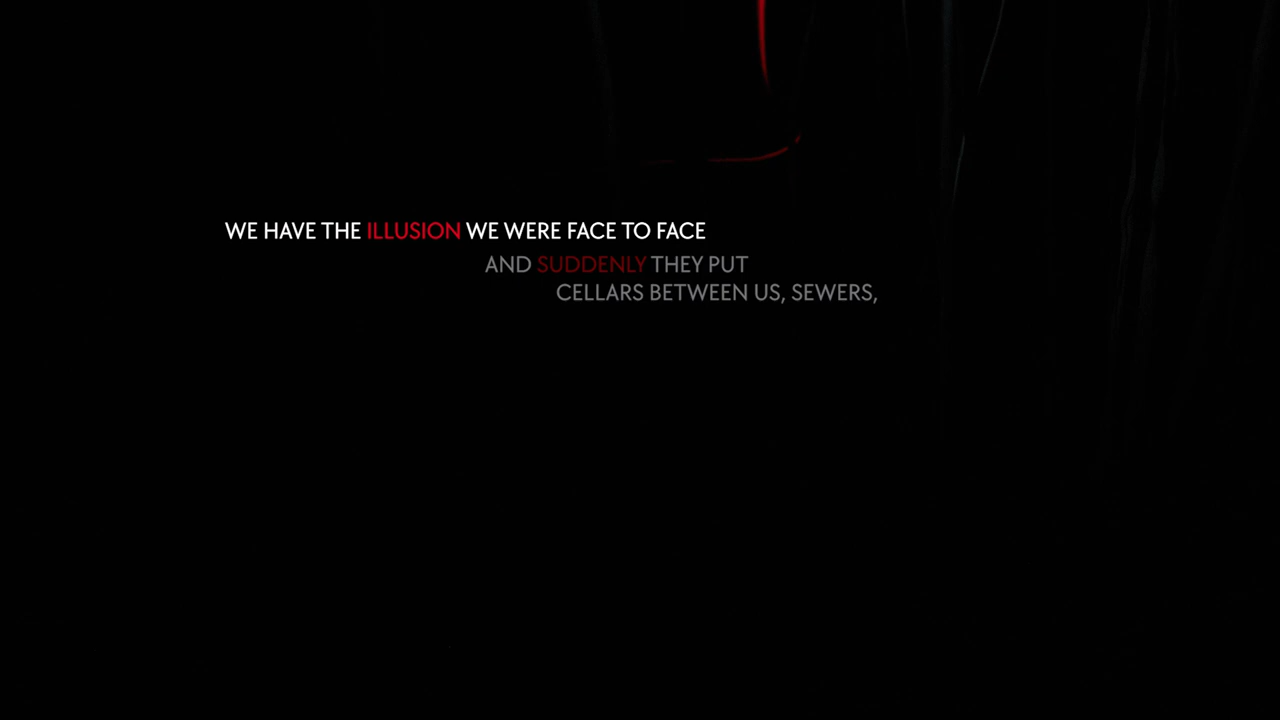 WE HAVE THE ILLUSION WE WERE FACE TO FACE
AND SUDDENLY THEY PUT
CELLARS BETWEEN US, SEWERS,